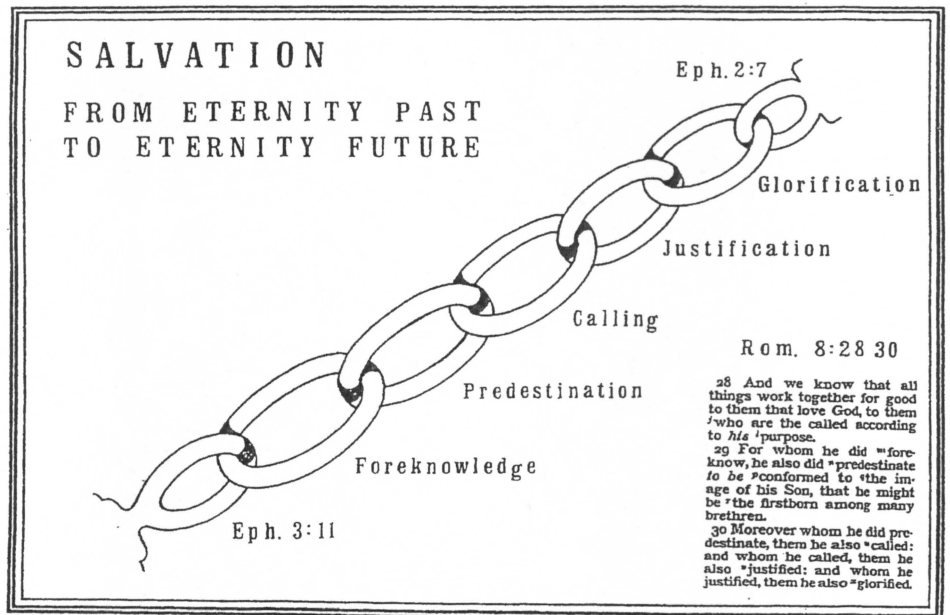 SALVATION
FROM ETERNITY PAST
TO ETERNITY FUTURE
Eph. 2:7
Glorification
Justification
Calling
Predestination
Foreknowledge
Eph. 3:11
Rom. 8:28 30
28 And we know that all
things work together for good
to them that love God, to them
who are the called according
to his purpose.
29 For whom he did fore-
know, he also did predestinate
to be conformed to the im-
age of his Son, that he might
be the firstborn among many
brethren.
30 Moreover whom he did pre-
destinate, them he also called:
and whom he called, them he
also justified: and whom he
justified, them he also glorified.